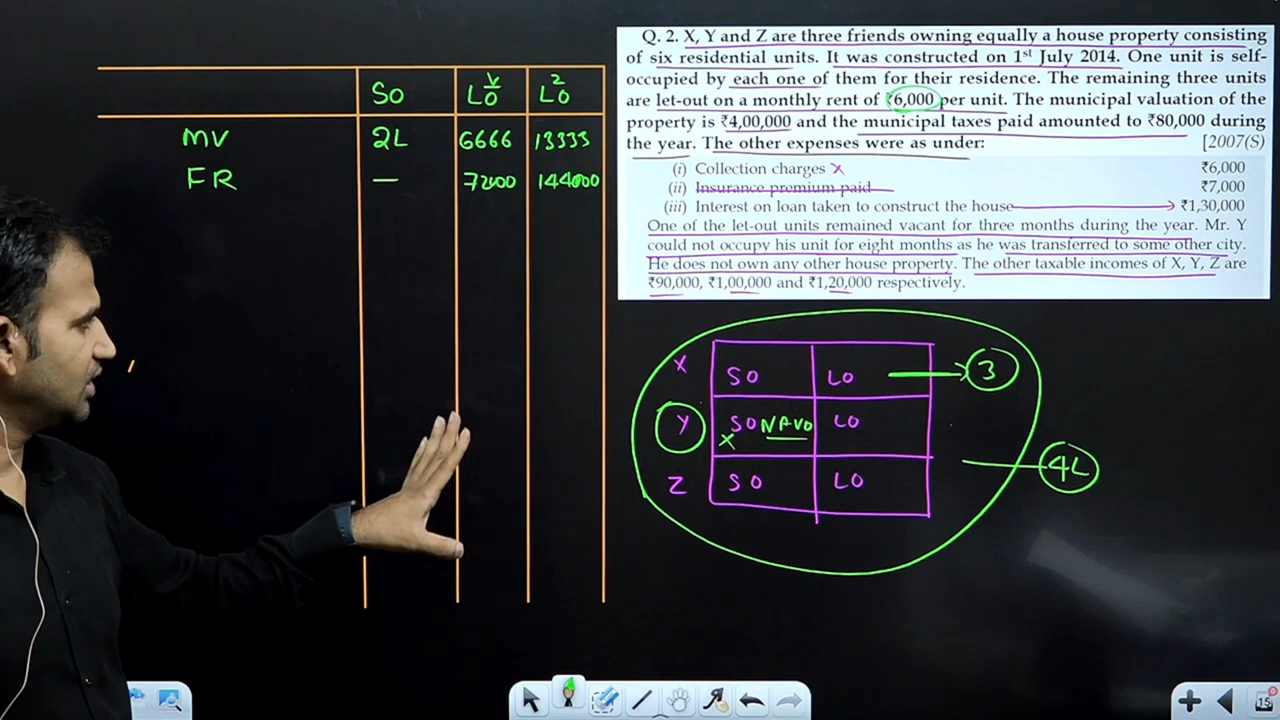 SO LO V LO 2
MV 2L 6666 13333
FR — 72000 144000
Q. 2. X, Y and Z are three friends owning equally a house property consisting
of six residential units. It was constructed on 1st July 2014. One unit is self-
occupied by each one of them for their residence. The remaining three units
are let-out on a monthly rent of ₹6,000 per unit. The municipal valuation of the
property is ₹4,00,000 and the municipal taxes paid amounted to ₹80,000 during
the year. The other expenses were as under: [2007(S)
(i) Collection charges X ₹6,000
(ii) Insurance premium paid ₹7,000
(iii) Interest on loan taken to construct the house ₹1,30,000
One of the let-out units remained vacant for three months during the year. Mr. Y
could not occupy his unit for eight months as he was transferred to some other city.
He does not own any other house property. The other taxable incomes of X, Y, Z are
₹90,000, ₹1,00,000 and ₹1,20,000 respectively.
X SO LO 3
Y SO NAVO LO
X
4L
Z SO LO
15